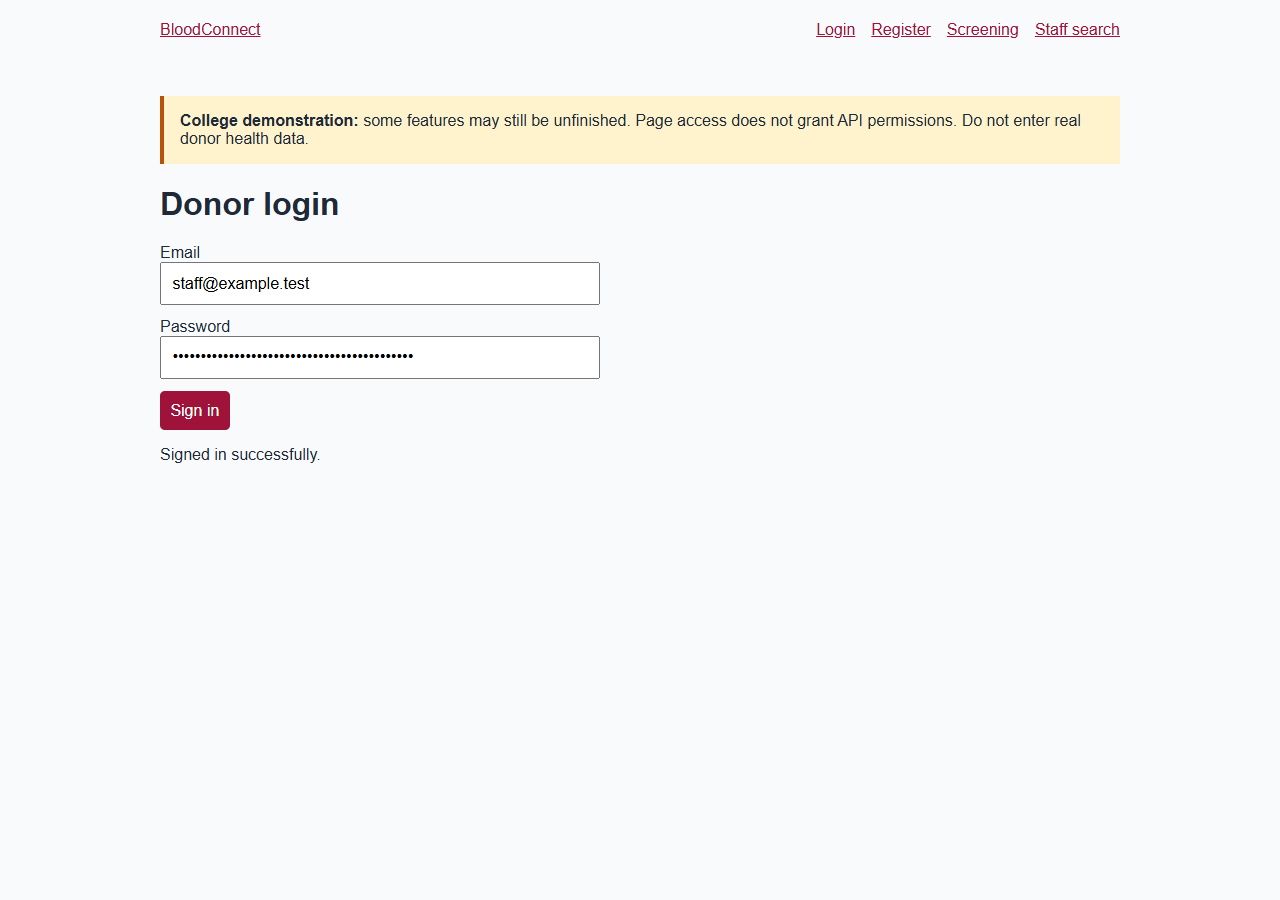 BloodConnect
Login Register Screening Staff search
College demonstration: some features may still be unfinished. Page access does not grant API permissions. Do not enter real
donor health data.
Donor login
Email
staff@example.test
Password
Sign in
Signed in successfully.